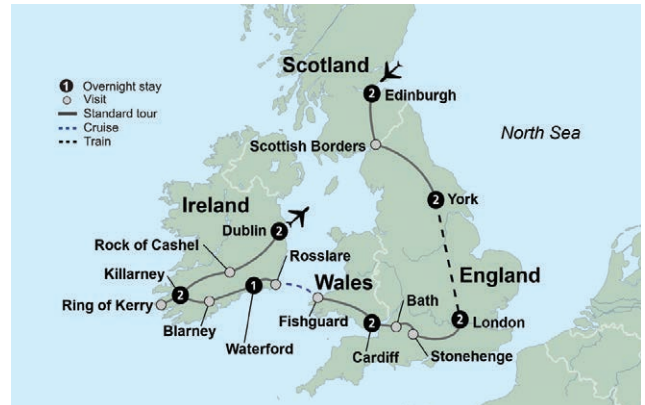 Scotland
1 Overnight stay
Visit
Standard tour
Cruise
Train
2 Edinburgh
North Sea
Scottish Borders
Ireland
2 York
Dublin 2
Rock of Cashel
Rosslare
Killarney
2
Wales
England
Ring of Kerry
1
Bath
Blarney
Fishguard
2
2 London
Waterford
Cardiff
Stonehenge